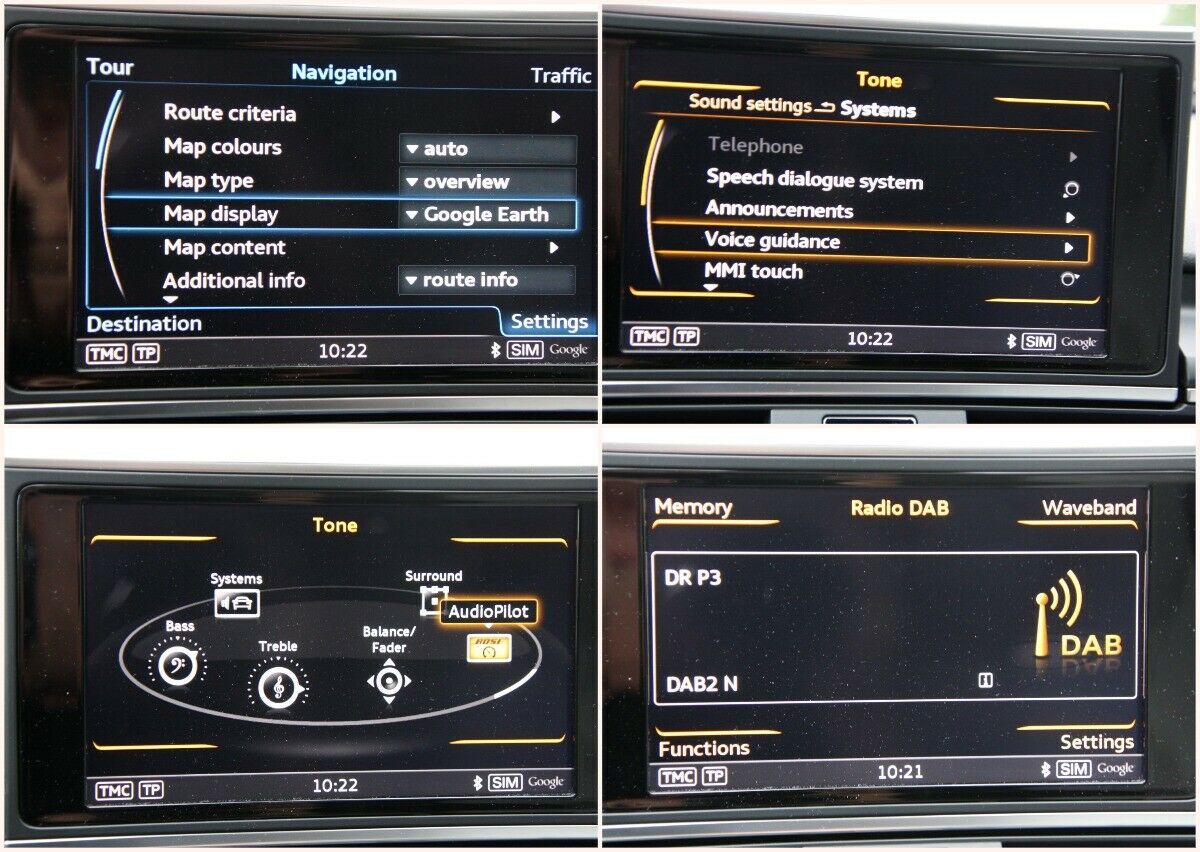 Tour Navigation Traffic
Route criteria
Map colours auto
Map type overview
Map display Google Earth
Map content
Additional info route info
Destination Settings
TMC TP 10:22 SIM Google
Tone
Sound settings Systems
Telephone
Speech dialogue system
Announcements
Voice guidance
MMI touch
TMC TP 10:22 SIM Google
Tone
Systems Surround
AudioPilot
Bass
Treble
Balance/
Fader
BOSE
TMC TP 10:22 SIM Google
Memory Radio DAB Waveband
DR P3
DAB
DAB2 N
Functions Settings
TMC TP 10:21 SIM Google